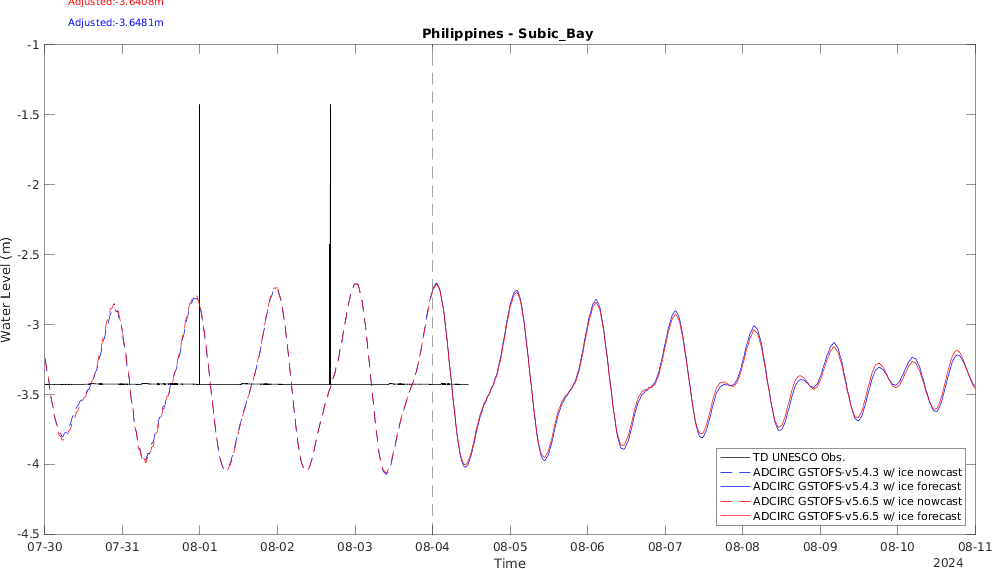 Adjusted:-3.6408m
Adjusted:-3.6481m
Philippines - Subic_Bay
Water Level (m)
-1
-1.5
-2
-2.5
-3
-3.5
-4
-4.5
TD UNESCO Obs.
ADCIRC GSTOFS-v5.4.3 w/ ice nowcast
ADCIRC GSTOFS-v5.4.3 w/ ice forecast
ADCIRC GSTOFS-v5.6.5 w/ ice nowcast
ADCIRC GSTOFS-v5.6.5 w/ ice forecast
07-30 07-31 08-01 08-02 08-03 08-04 08-05 08-06 08-07 08-08 08-09 08-10 08-11
Time
2024